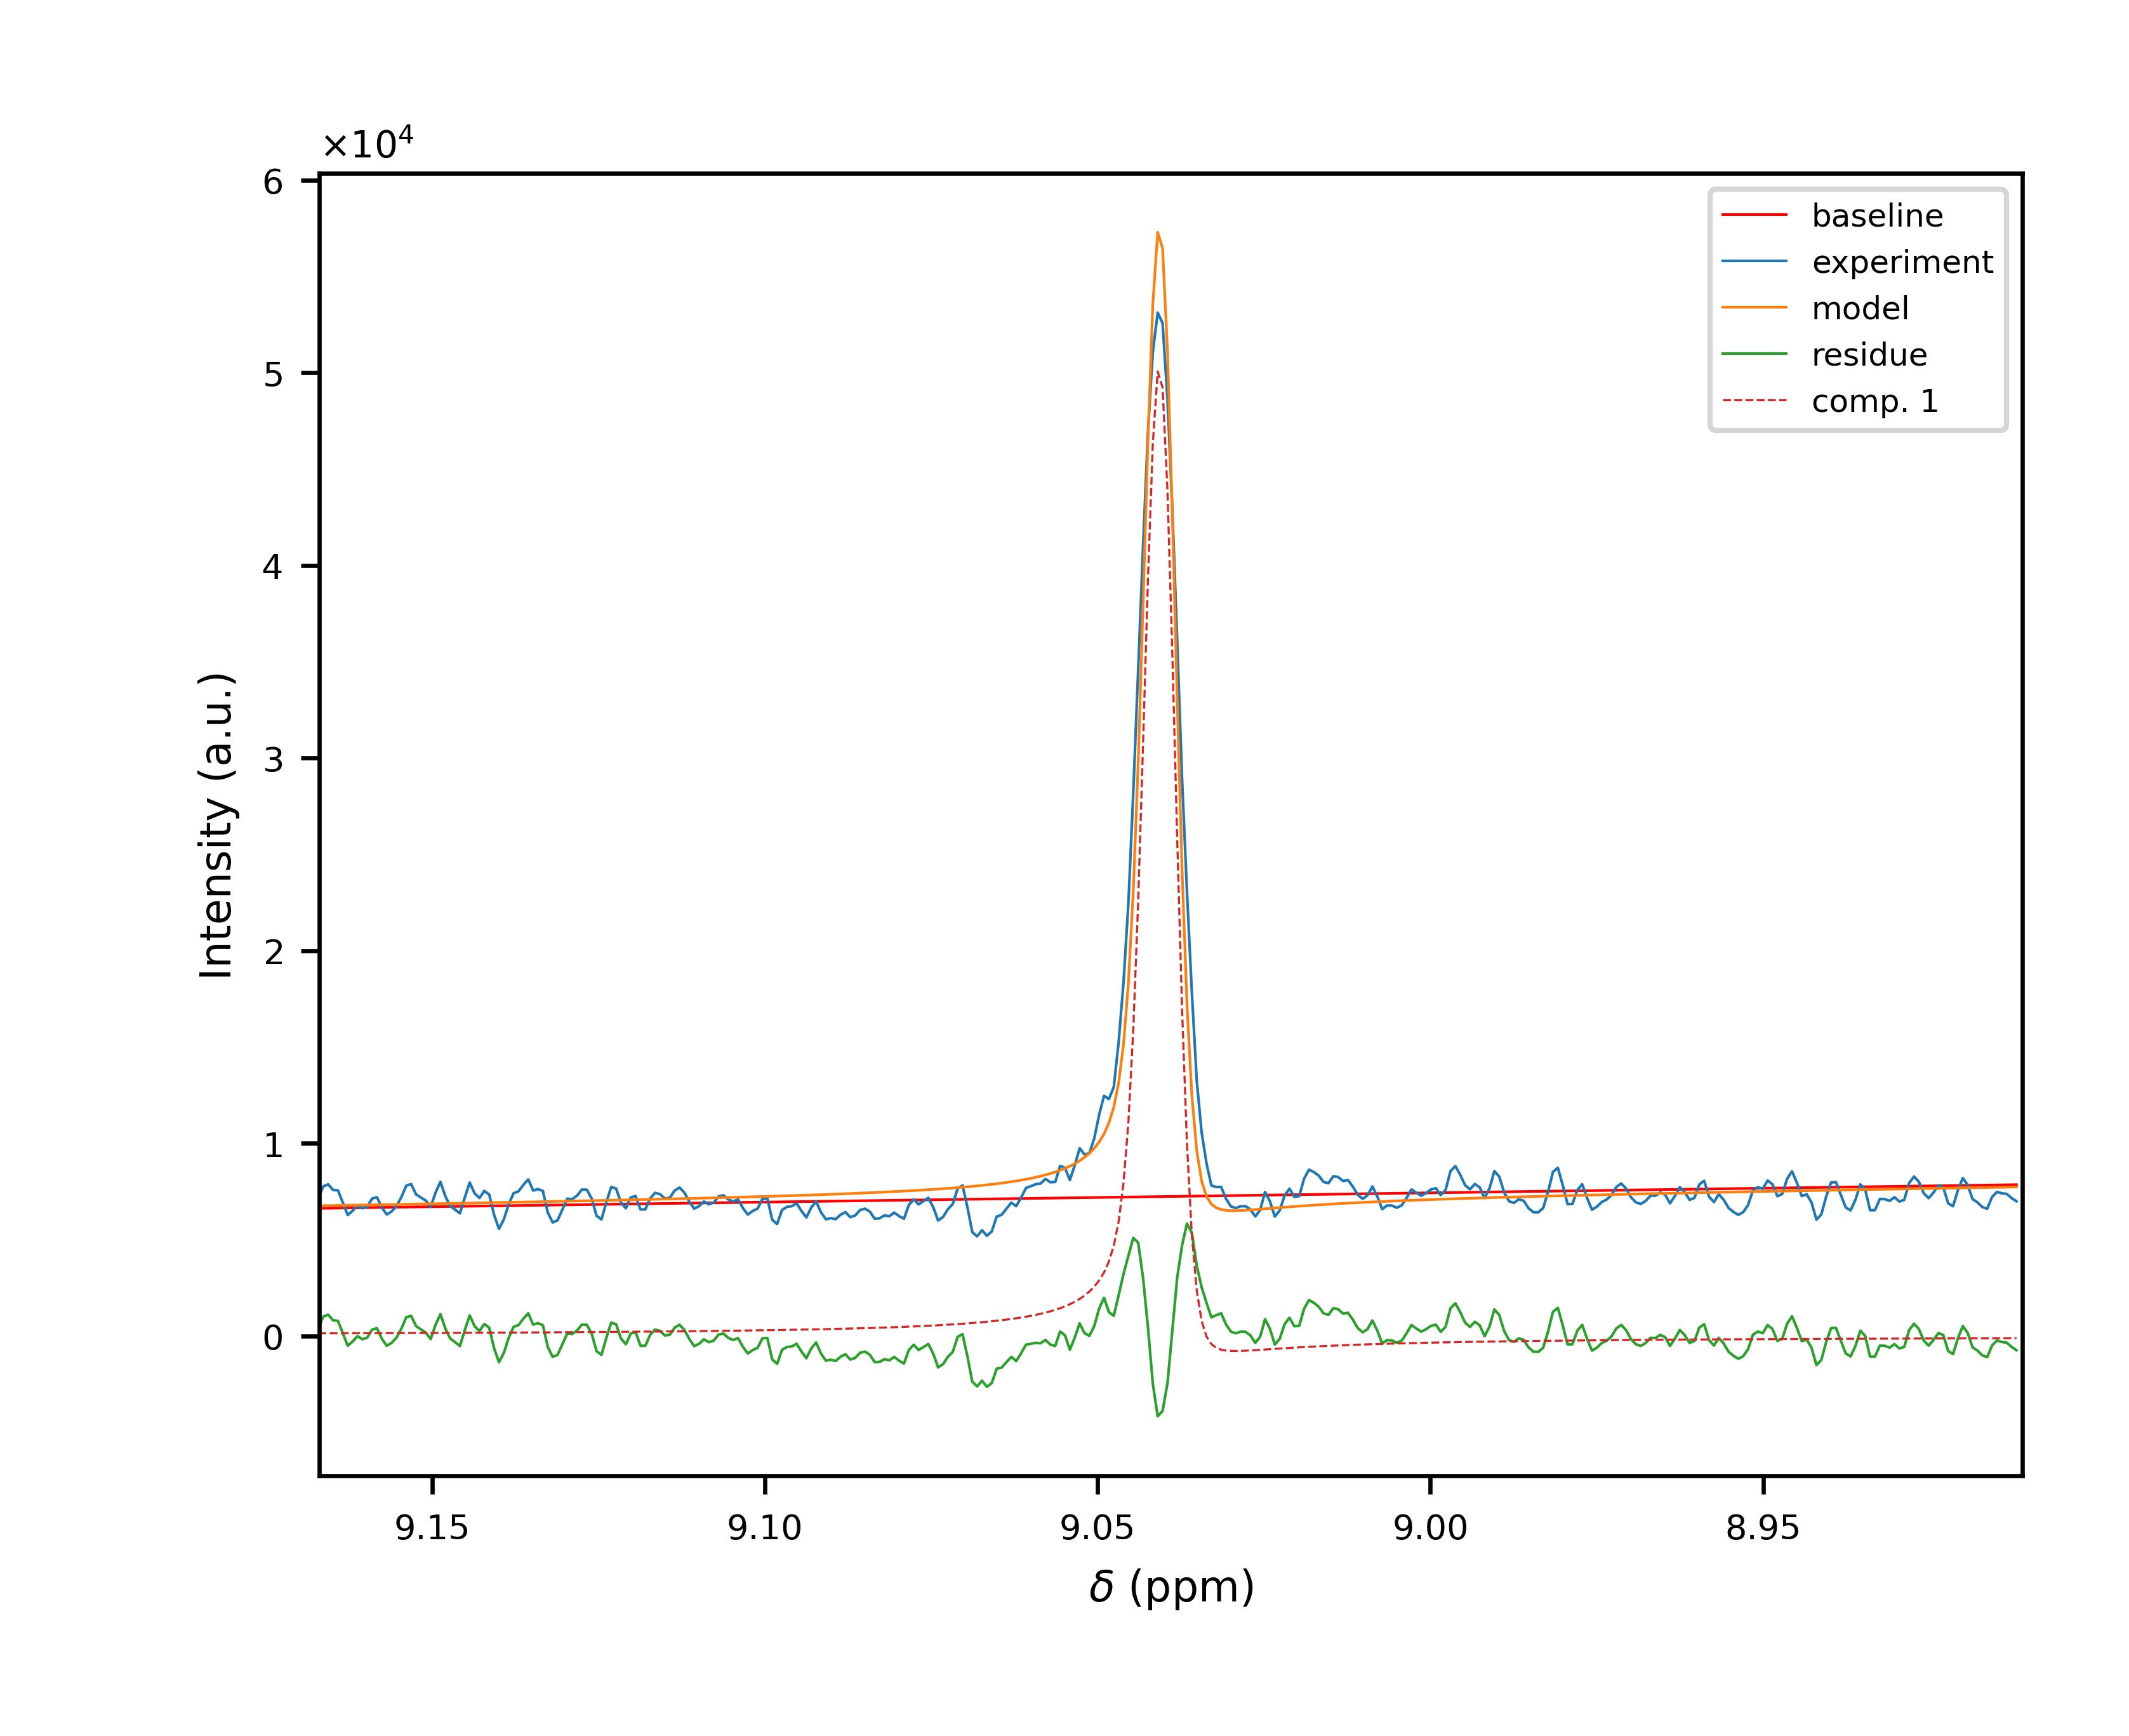 ×10⁴
6
5
4
3
2
1
0
Intensity (a.u.)
9.15 9.10 9.05 9.00 8.95
δ (ppm)
baseline
experiment
model
residue
comp. 1